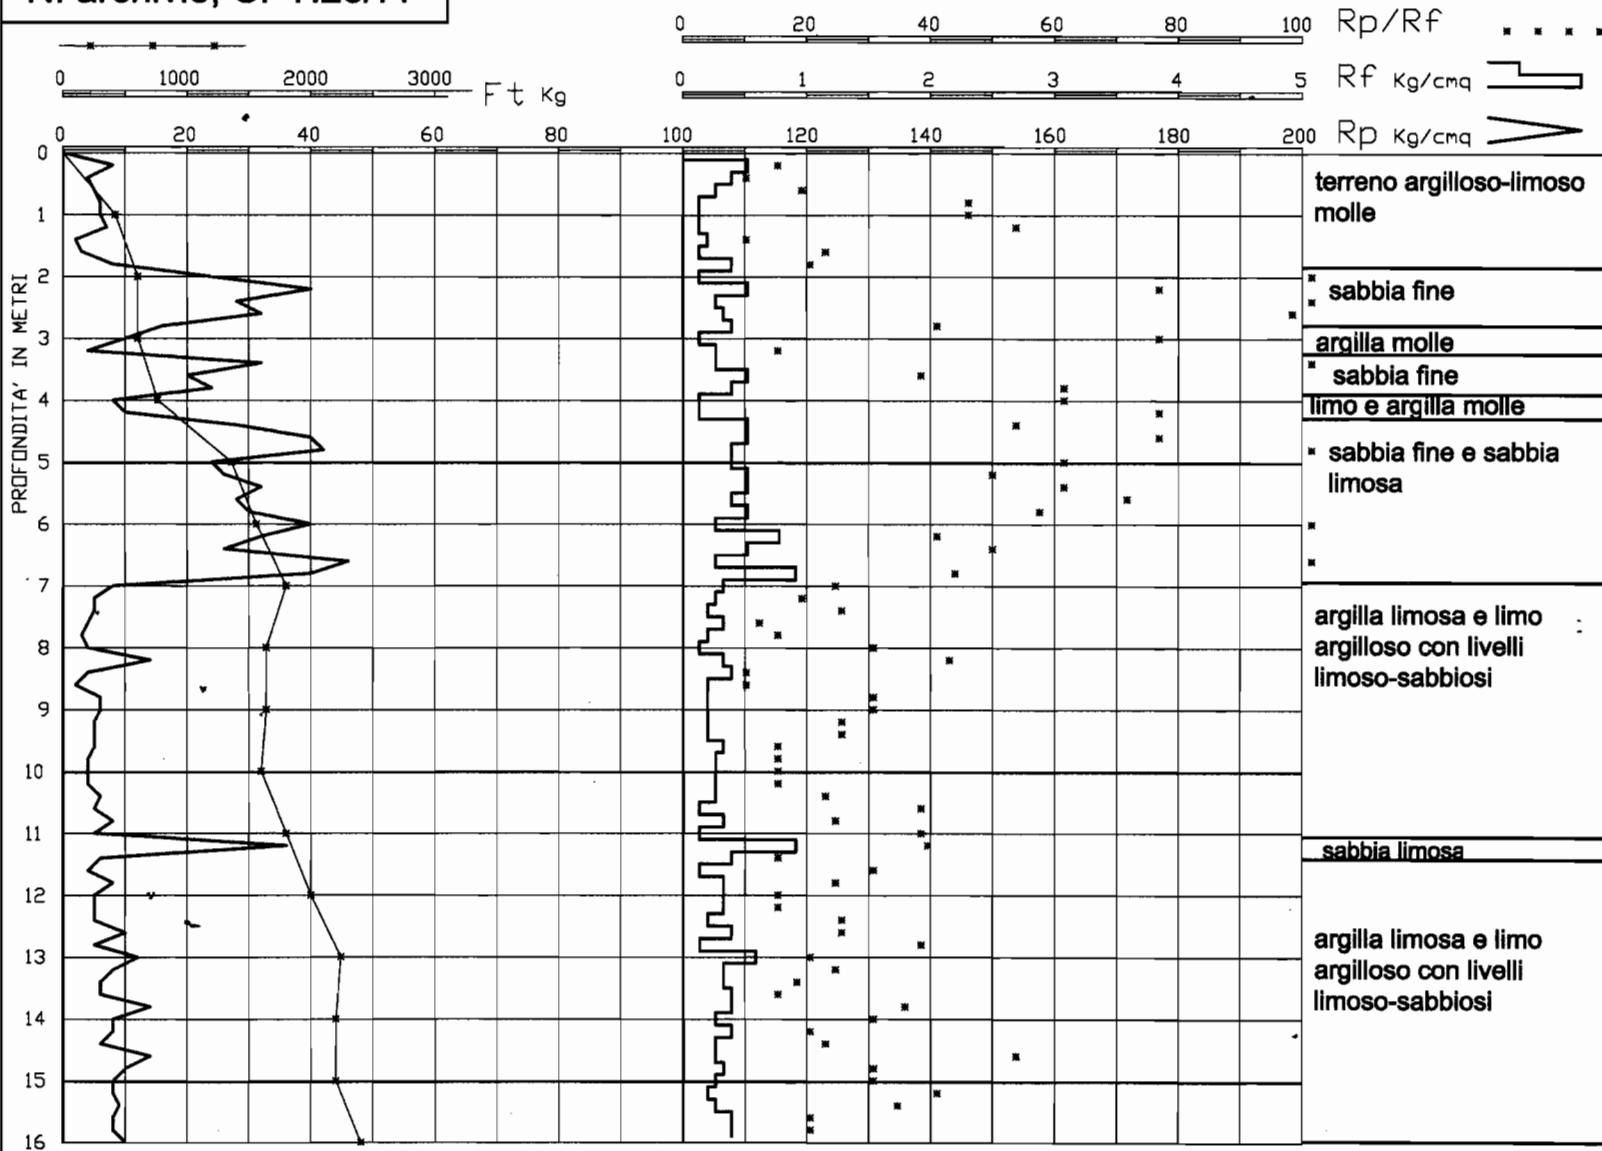 0 20 40 60 80 100 Rp/Rf
0 1000 2000 3000 Ft Kg
0 1 2 3 4 5 Rf Kg/cmq
0 20 40 60 80 100 120 140 160 180 200 Rp Kg/cmq
PROFONDITA' IN METRI
0
1
2
3
4
5
6
7
8
9
10
11
12
13
14
15
16
terreno argilloso-limoso
molle
sabbia fine
argilla molle
sabbia fine
limo e argilla molle
sabbia fine e sabbia
limosa
argilla limosa e limo
argilloso con livelli
limoso-sabbiosi
sabbia limosa
argilla limosa e limo
argilloso con livelli
limoso-sabbiosi